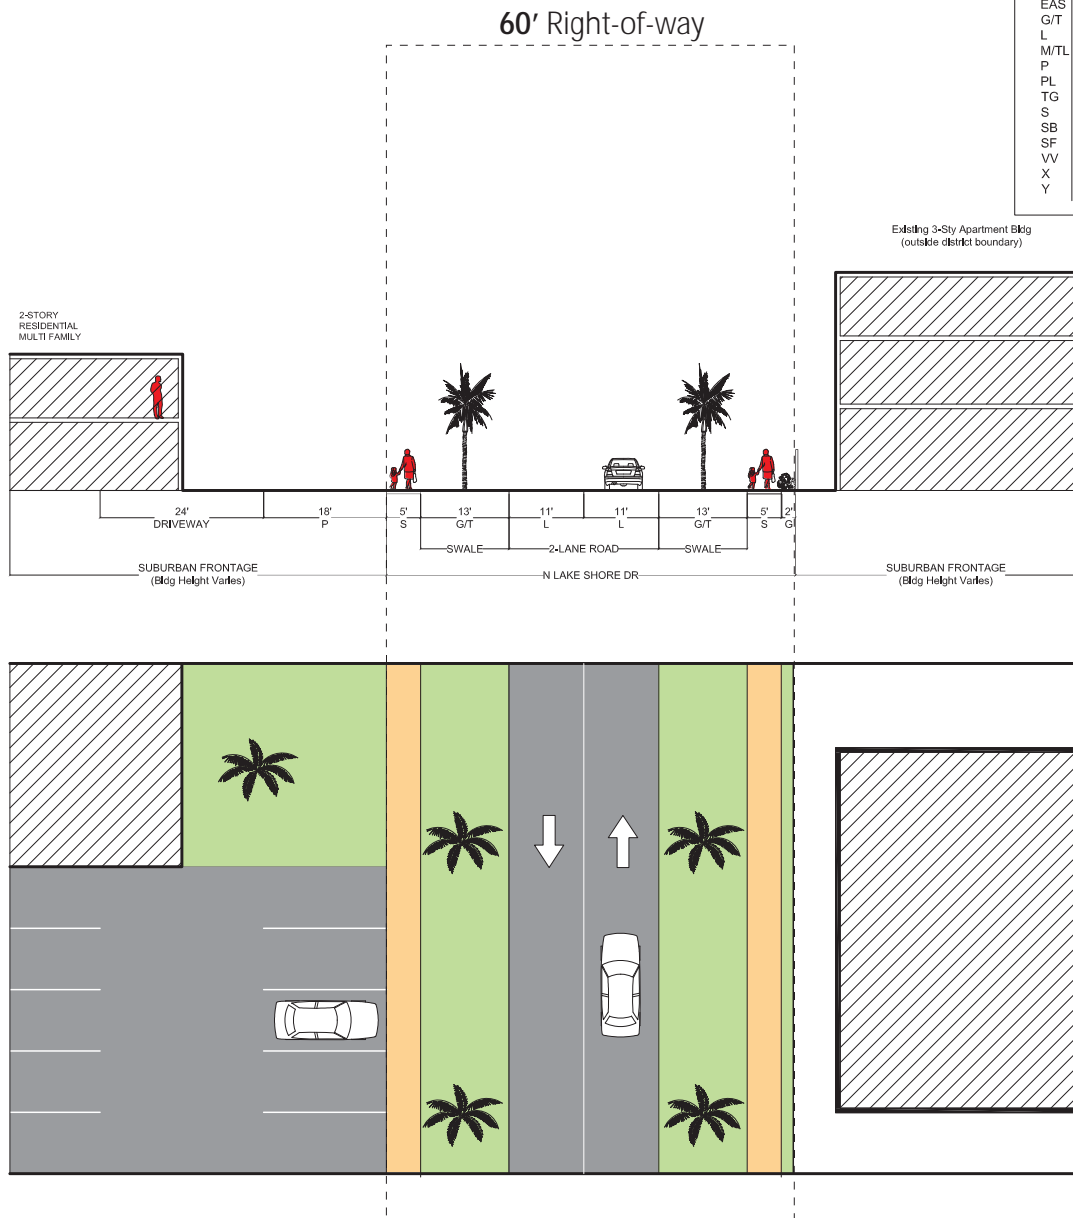 60' Right-of-way
EAS
G/T
L
M/TL
P
PL
TG
S
SB
SF
VV
X
Y
Existing 3-Sty Apartment Bldg
(outside district boundary)
2-STORY
RESIDENTIAL
MULTI FAMILY
24' 18' 5' 13' 11' 11' 13' 5' 2'
DRIVEWAY P S G/T L L G/T S G
SWALE 2-LANE ROAD SWALE
SUBURBAN FRONTAGE
(Bldg Height Varies)
N LAKE SHORE DR
SUBURBAN FRONTAGE
(Bldg Height Varies)